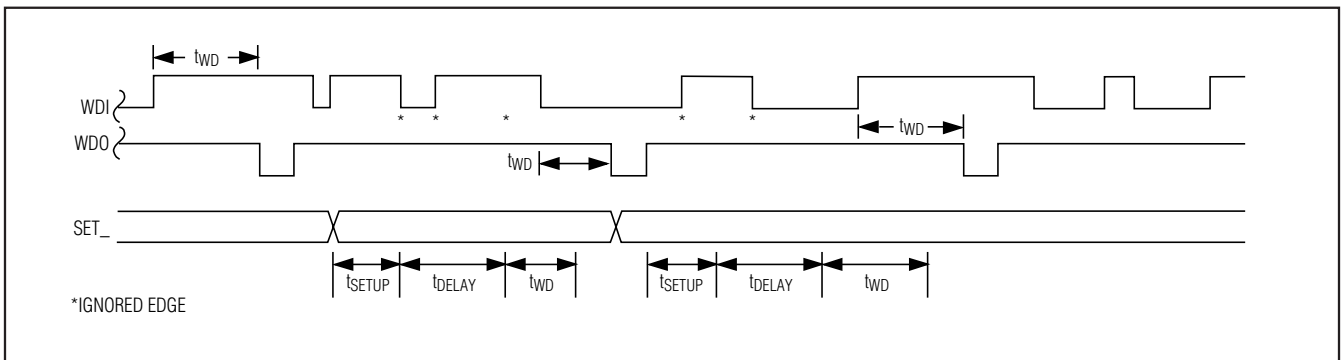 tWD
WDI
* * * * *
tWD
WDO
tWD
SET_
tSETUP tDELAY tWD tSETUP tDELAY tWD
*IGNORED EDGE